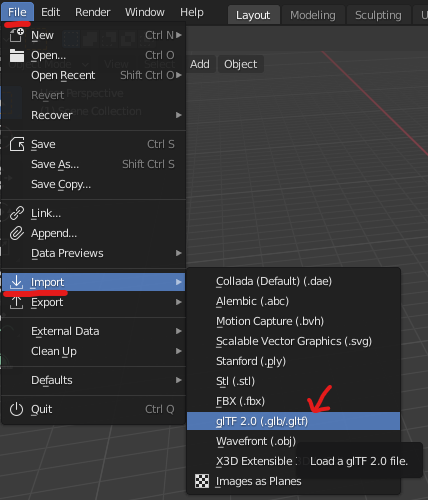 File Edit Render Window Help Layout Modeling Sculpting U
New Ctrl N
Open... Ctrl O
Add Object
Open Recent Shift Ctrl O
Revert
Perspective
Recover
Scene Collection
Save Ctrl S
Save As... Shift Ctrl S
Save Copy...
Link...
Append...
Data Previews
Import
Export
External Data
Clean Up
Defaults
Quit Ctrl Q
Collada (Default) (.dae)
Alembic (.abc)
Motion Capture (.bvh)
Scalable Vector Graphics (.svg)
Stanford (.ply)
Stl (.stl)
FBX (.fbx)
glTF 2.0 (.glb/.gltf)
Wavefront (.obj)
X3D Extensible
Load a glTF 2.0 file.
Images as Planes